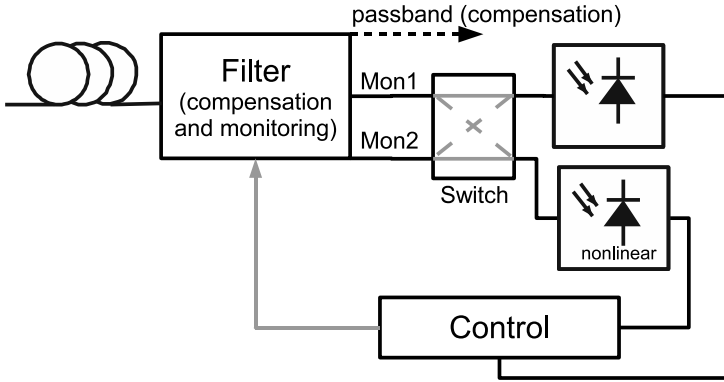 passband (compensation)
Filter
(compensation
and monitoring)
Mon1
Mon2
Switch
nonlinear
Control